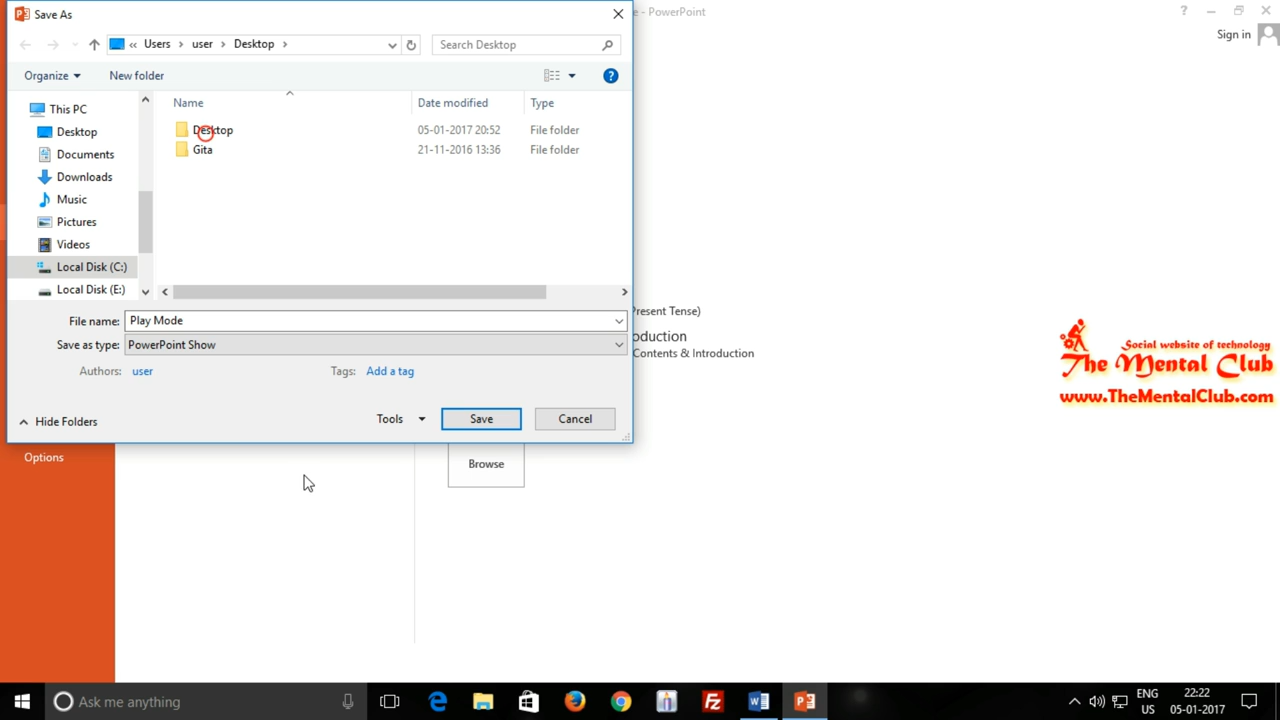 Save As
e - PowerPoint
?
Sign in
« Users > user > Desktop >
Search Desktop
Organize
New folder
?
This PC
Desktop
Documents
Downloads
Music
Pictures
Videos
Local Disk (C:)
Local Disk (E:)
Name Date modified Type
Desktop 05-01-2017 20:52 File folder
Gita 21-11-2016 13:36 File folder
File name: Play Mode
Save as type: PowerPoint Show
Authors: user Tags: Add a tag
Hide Folders
Tools
Save
Cancel
Present Tense)
oduction
Contents & Introduction
Options
Browse
Social website of technology
The Mental Club
www.TheMentalClub.com
Ask me anything
ENG
US
22:22
05-01-2017